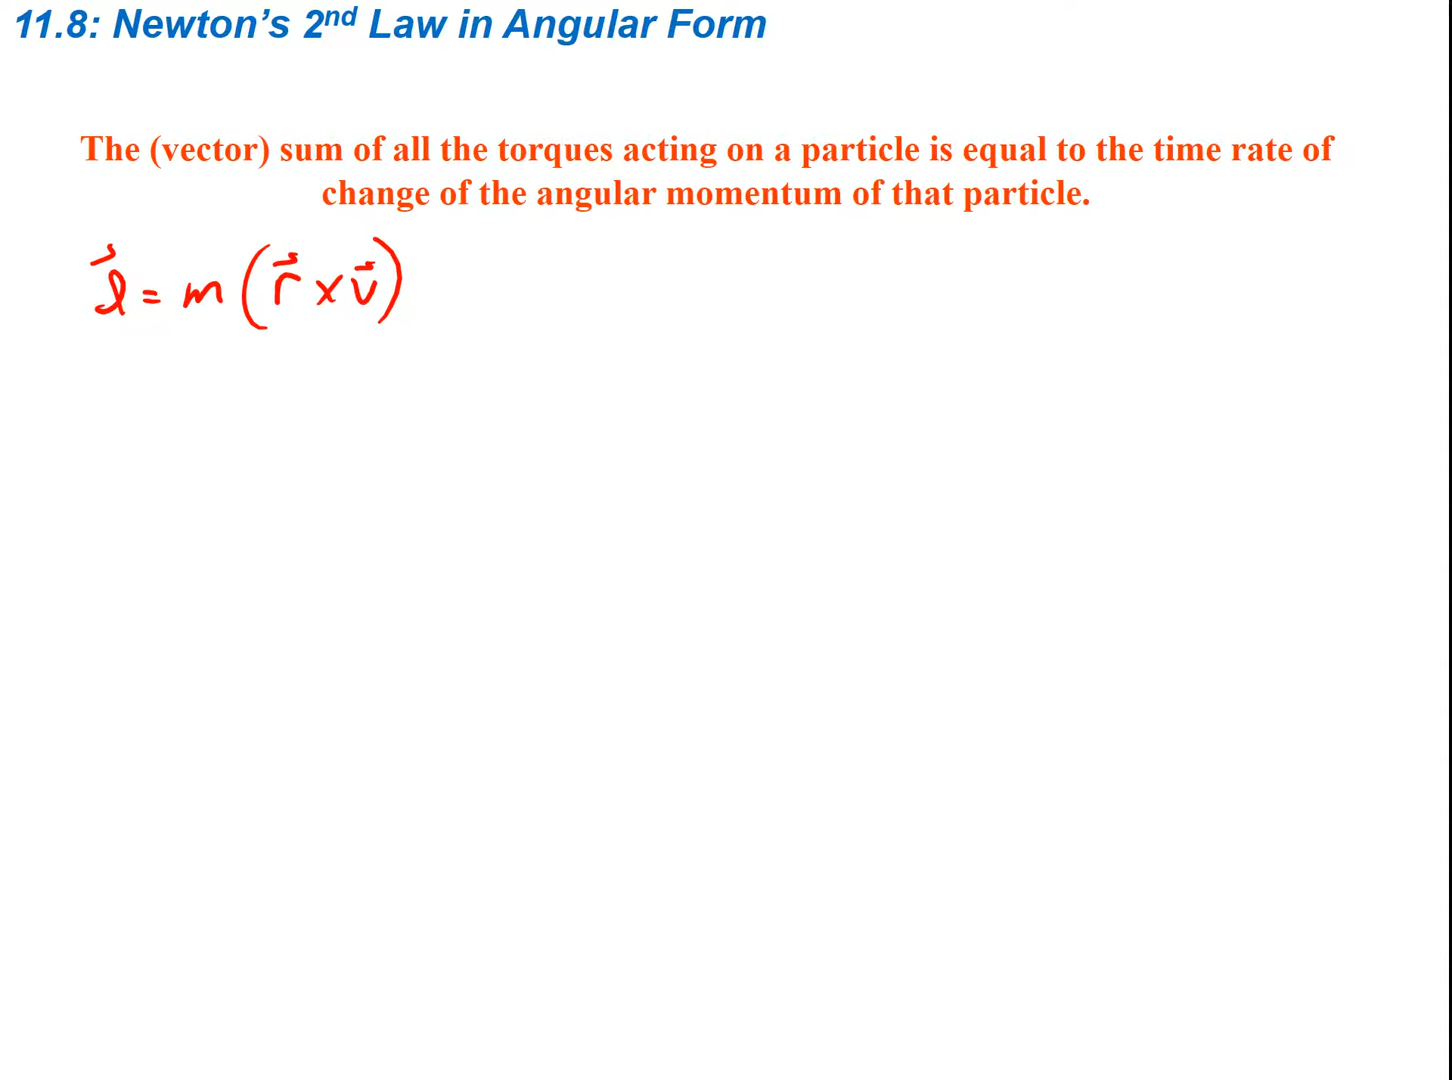 11.8: Newton’s 2nd Law in Angular Form
The (vector) sum of all the torques acting on a particle is equal to the time rate of
change of the angular momentum of that particle.
l⃗ = m (r⃗ × v⃗)